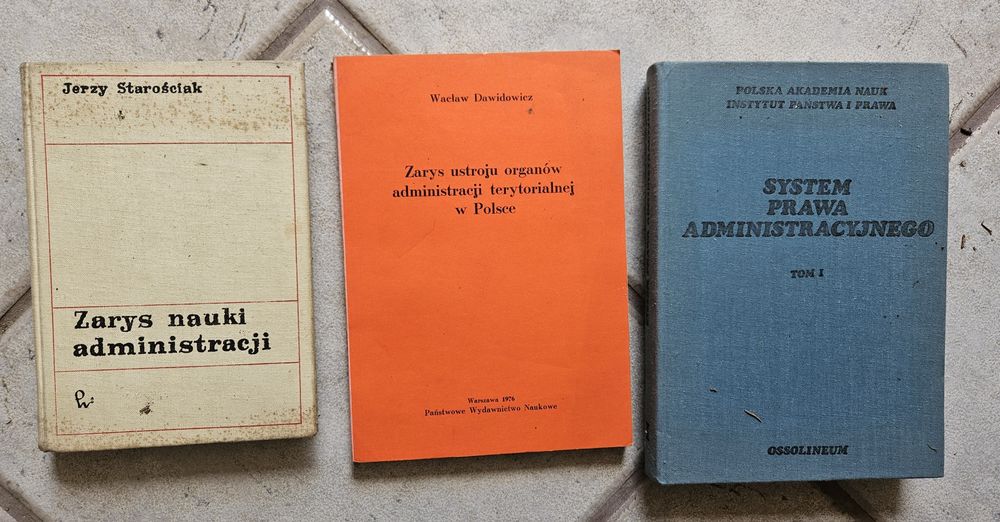 Jerzy Starościak
Zarys nauki
administracji
Wacław Dawidowicz
Zarys ustroju organów
administracji terytorialnej
w Polsce
Warszawa 1976
Państwowe Wydawnictwo Naukowe
POLSKA AKADEMIA NAUK
INSTYTUT PAŃSTWA I PRAWA
SYSTEM
PRAWA
ADMINISTRACYJNEGO
TOM I
OSSOLINEUM